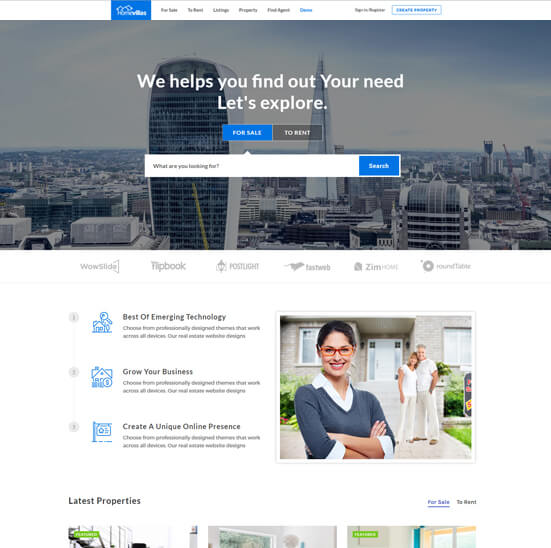 Homevillas
For Sale
To Rent
Listings
Property
Find Agent
Demo
Sign in/Register
CREATE PROPERTY
We helps you find out Your need
Let's explore.
FOR SALE
TO RENT
What are you looking for?
Search
WowSlide
Flipbook
POSTLIGHT
fastweb
Zim HOME
roundTable
1
Best Of Emerging Technology
Choose from professionally designed themes that work
across all devices. Our real estate website designs
2
Grow Your Business
Choose from professionally designed themes that work
across all devices. Our real estate website designs
3
Create A Unique Online Presence
Choose from professionally designed themes that work
across all devices. Our real estate website designs
Latest Properties
For Sale
To Rent
FEATURED
FEATURED